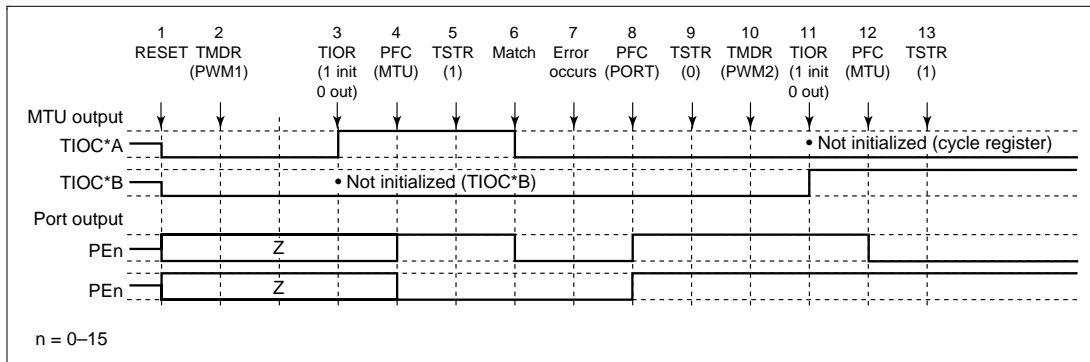 1 2 3 4 5 6 7 8 9 10 11 12 13
RESET TMDR TIOR PFC TSTR Match Error PFC TSTR TMDR TIOR PFC TSTR
(PWM1) (1 init (MTU) (1) occurs (PORT) (0) (PWM2) (1 init (MTU) (1)
0 out) 0 out)
MTU output
TIOC*A • Not initialized (cycle register)
TIOC*B • Not initialized (TIOC*B)
Port output
PEn Z
PEn Z
n = 0–15